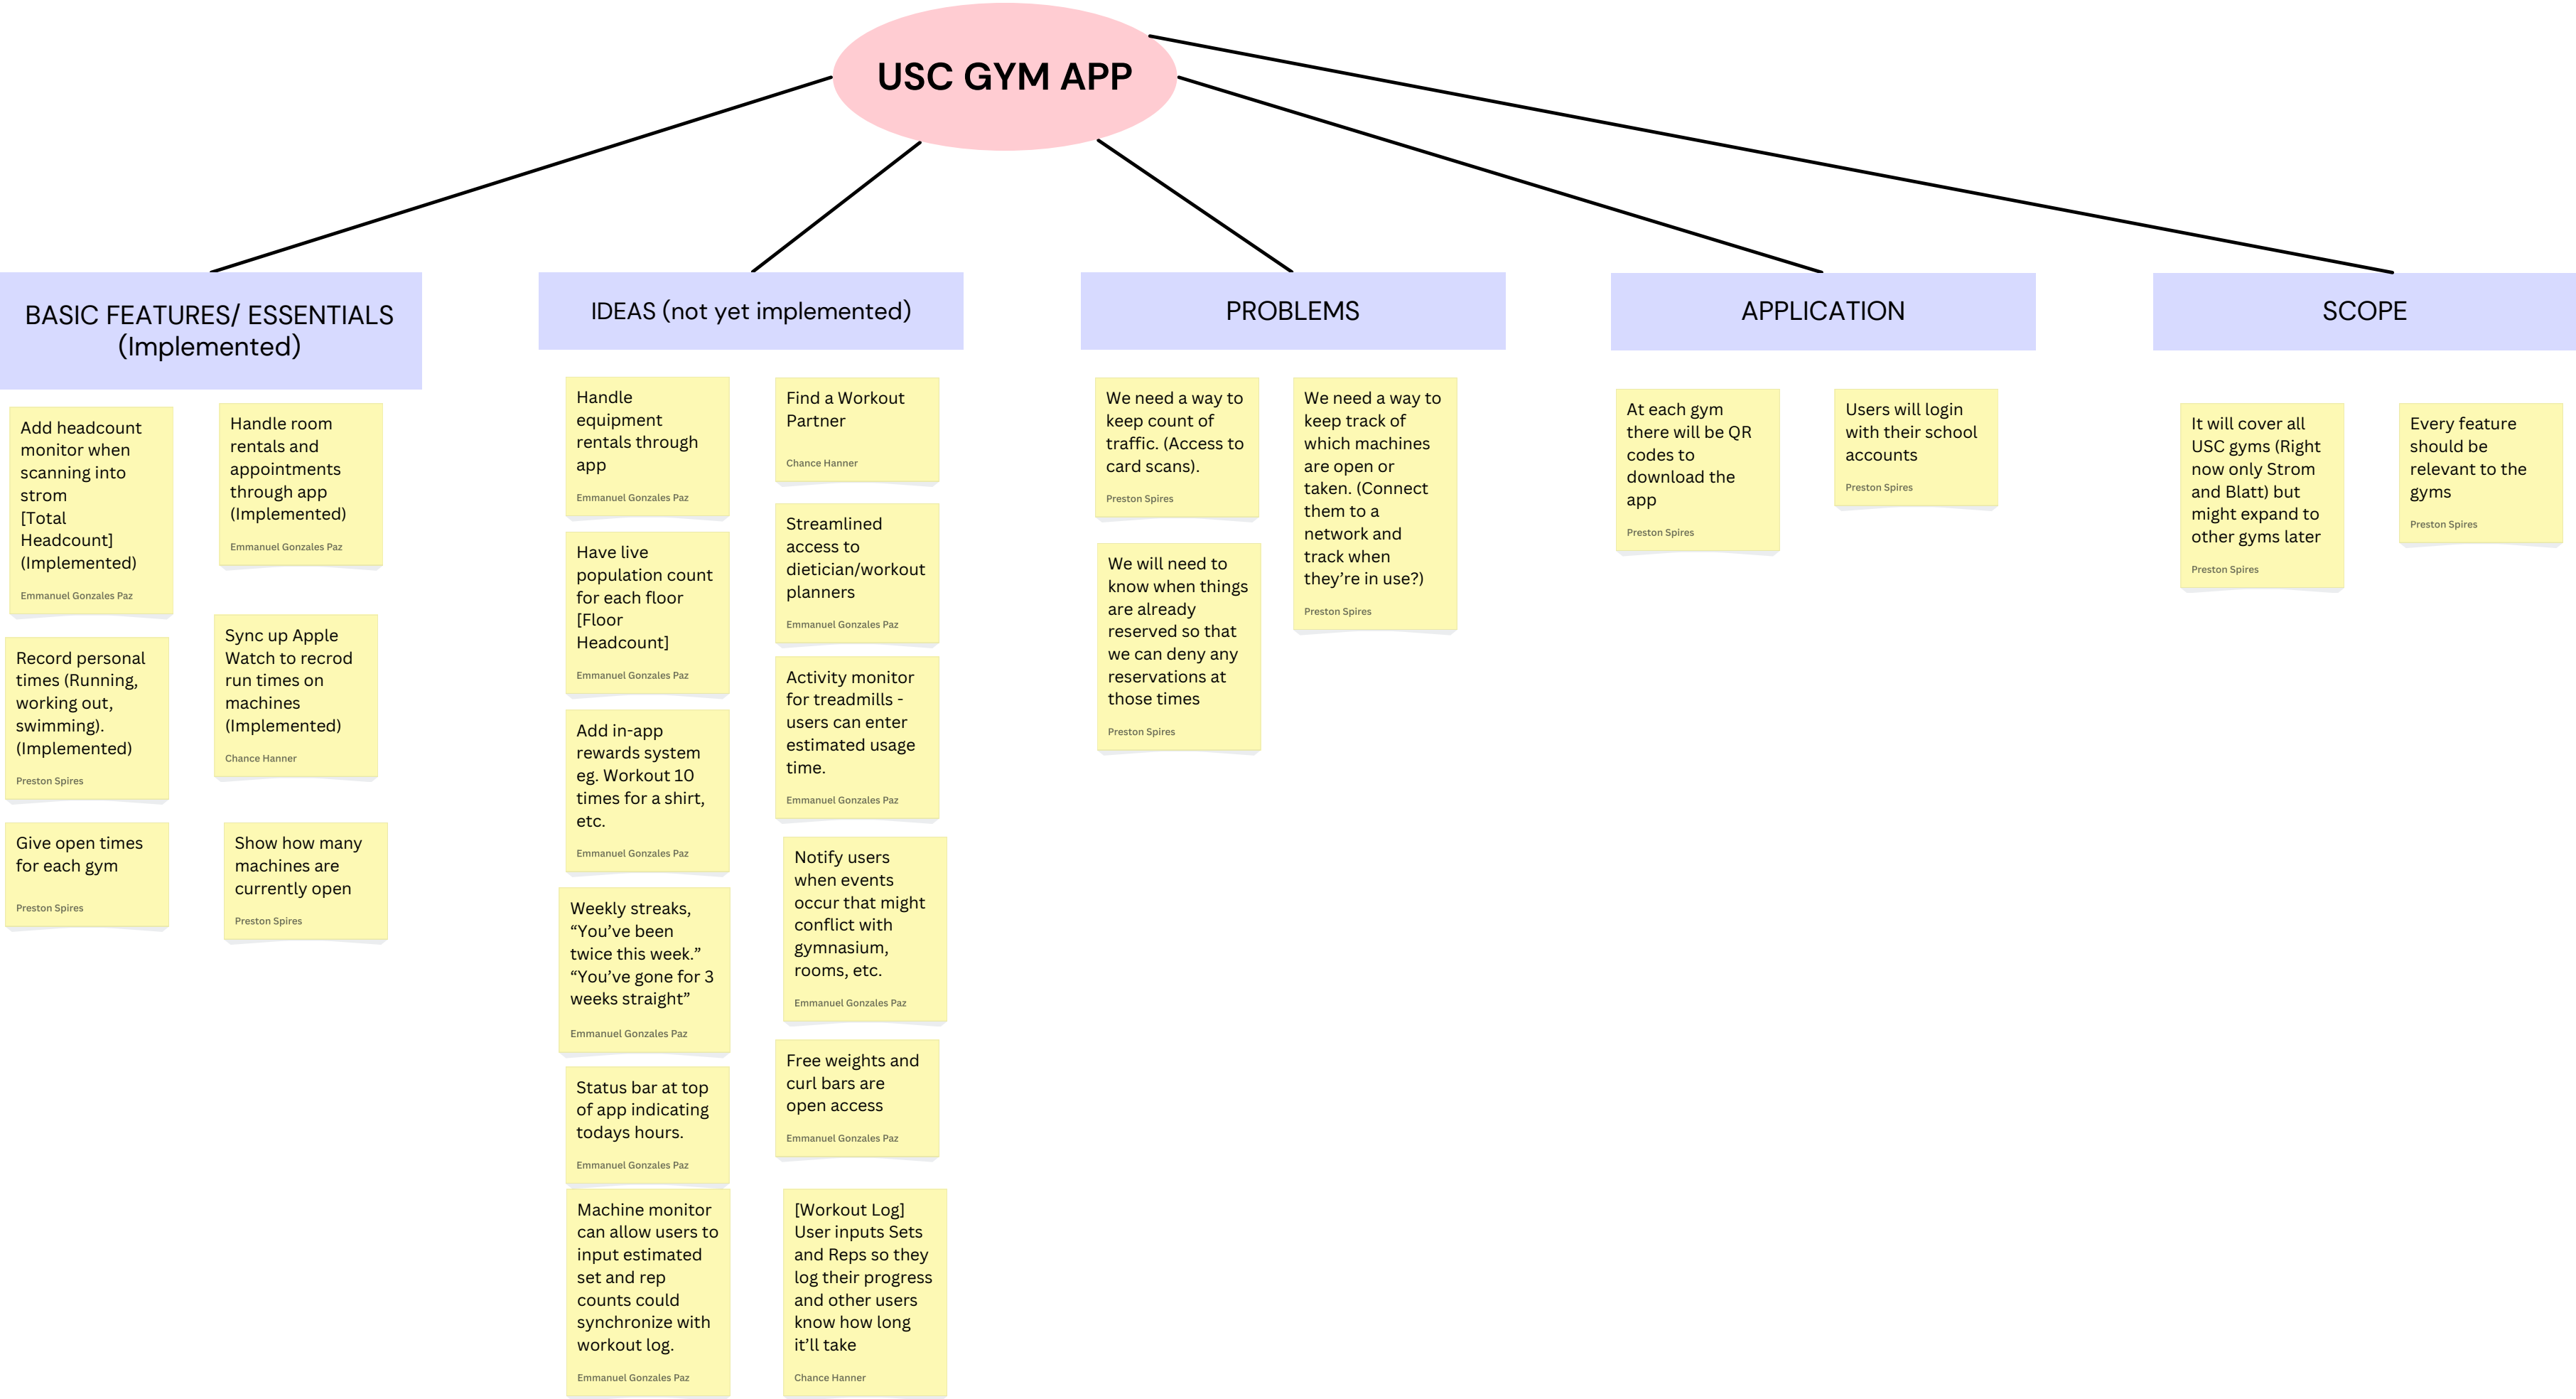 USC GYM APP
BASIC FEATURES/ ESSENTIALS
(Implemented)
Add headcount
monitor when
scanning into
strom
[Total
Headcount]
(Implemented)
Emmanuel Gonzales Paz
Handle room
rentals and
appointments
through app
(Implemented)
Emmanuel Gonzales Paz
Record personal
times (Running,
working out,
swimming).
(Implemented)
Preston Spires
Sync up Apple
Watch to recrod
run times on
machines
(Implemented)
Chance Hanner
Give open times
for each gym
Preston Spires
Show how many
machines are
currently open
Preston Spires
IDEAS (not yet implemented)
Handle
equipment
rentals through
app
Emmanuel Gonzales Paz
Find a Workout
Partner
Chance Hanner
Have live
population count
for each floor
[Floor
Headcount]
Emmanuel Gonzales Paz
Streamlined
access to
dietician/workout
planners
Emmanuel Gonzales Paz
Add in-app
rewards system
eg. Workout 10
times for a shirt,
etc.
Emmanuel Gonzales Paz
Activity monitor
for treadmills -
users can enter
estimated usage
time.
Emmanuel Gonzales Paz
Weekly streaks,
“You’ve been
twice this week.”
“You’ve gone for 3
weeks straight”
Emmanuel Gonzales Paz
Notify users
when events
occur that might
conflict with
gymnasium,
rooms, etc.
Emmanuel Gonzales Paz
Status bar at top
of app indicating
todays hours.
Emmanuel Gonzales Paz
Free weights and
curl bars are
open access
Emmanuel Gonzales Paz
Machine monitor
can allow users to
input estimated
set and rep
counts could
synchronize with
workout log.
Emmanuel Gonzales Paz
[Workout Log]
User inputs Sets
and Reps so they
log their progress
and other users
know how long
it’ll take
Chance Hanner
PROBLEMS
We need a way to
keep count of
traffic. (Access to
card scans).
Preston Spires
We need a way to
keep track of
which machines
are open or
taken. (Connect
them to a
network and
track when
they’re in use?)
Preston Spires
We will need to
know when things
are already
reserved so that
we can deny any
reservations at
those times
Preston Spires
APPLICATION
At each gym
there will be QR
codes to
download the
app
Preston Spires
Users will login
with their school
accounts
Preston Spires
SCOPE
It will cover all
USC gyms (Right
now only Strom
and Blatt) but
might expand to
other gyms later
Preston Spires
Every feature
should be
relevant to the
gyms
Preston Spires